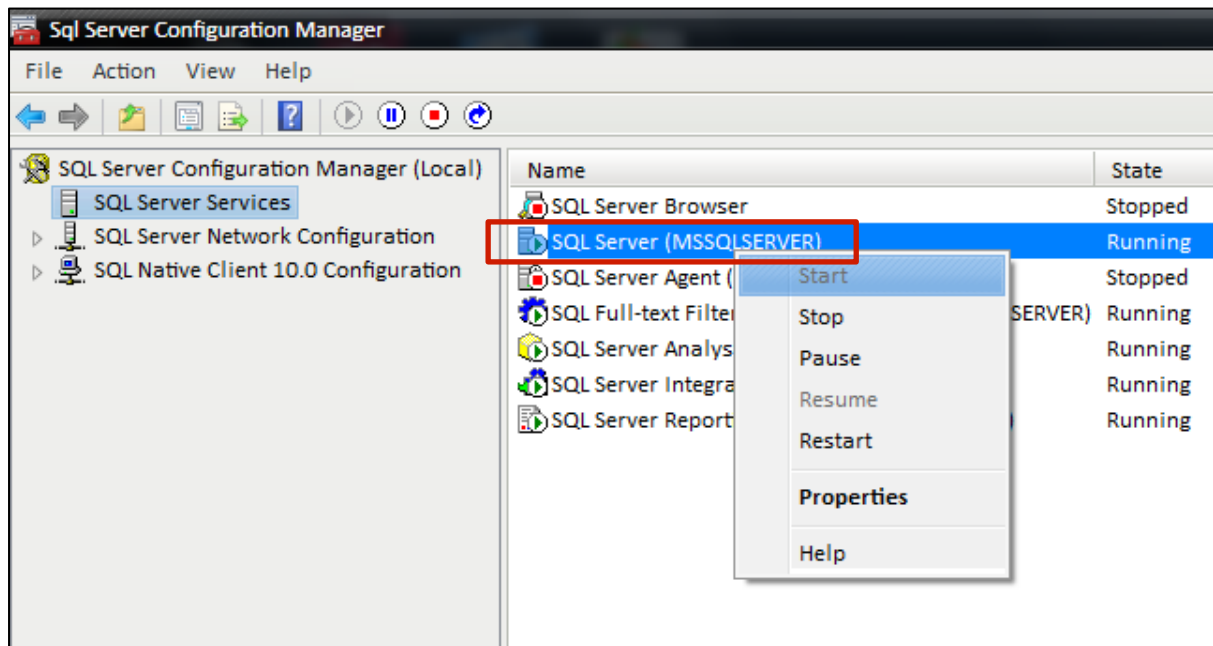 Sql Server Configuration Manager
File Action View Help
SQL Server Configuration Manager (Local)
SQL Server Services
SQL Server Network Configuration
SQL Native Client 10.0 Configuration
Name State
SQL Server Browser Stopped
SQL Server (MSSQLSERVER) Running
SQL Server Agent ( Stopped
SQL Full-text Filter SERVER) Running
SQL Server Analys Running
SQL Server Integra Running
SQL Server Report ) Running
Start
Stop
Pause
Resume
Restart
Properties
Help